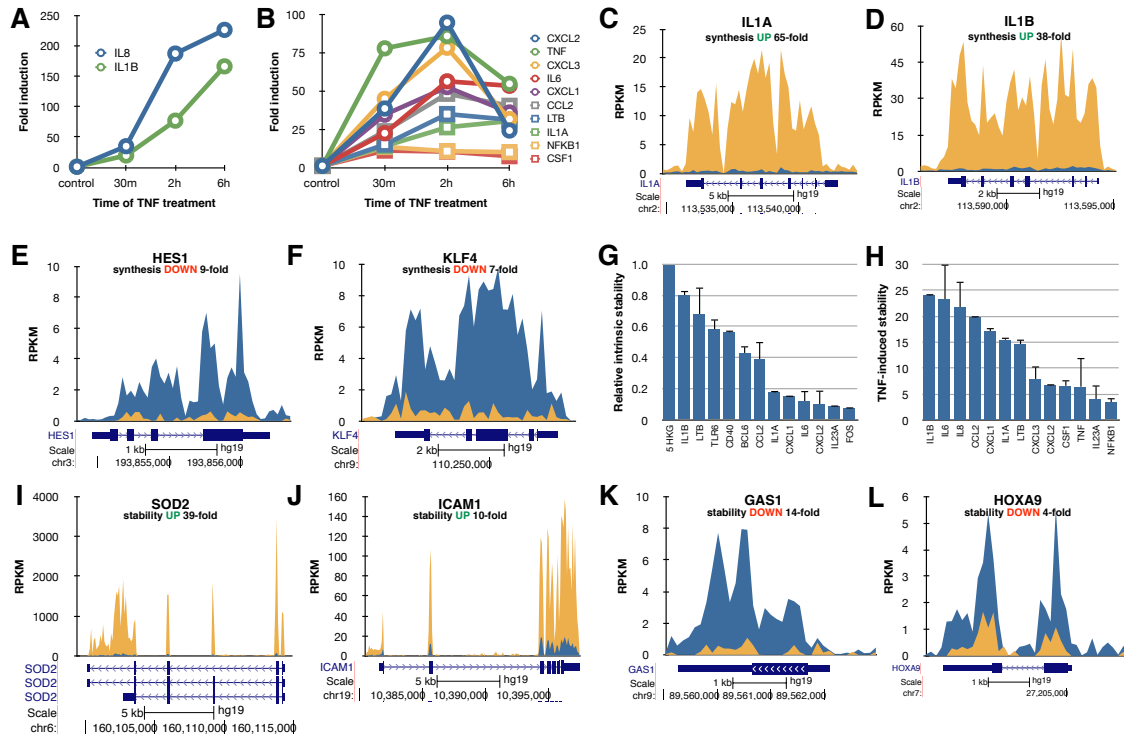 A
250
200
150
100
50
0
Fold induction
IL8
IL1B
control 30m 2h 6h
Time of TNF treatment
B
100
75
50
25
0
Fold induction
control 30m 2h 6h
Time of TNF treatment
CXCL2
TNF
CXCL3
IL6
CXCL1
CCL2
LTB
IL1A
NFKB1
CSF1
C
IL1A
synthesis UP 65-fold
25
20
15
10
5
0
RPKM
IL1A
Scale 5 kb hg19
chr2: 113,535,000 113,540,000
D
IL1B
synthesis UP 38-fold
60
45
30
15
0
RPKM
IL1B
Scale 2 kb hg19
chr2: 113,590,000 113,595,000
E
HES1
synthesis DOWN 9-fold
10
8
6
4
2
0
RPKM
HES1
Scale 1 kb hg19
chr3: 193,855,000 193,856,000
F
KLF4
synthesis DOWN 7-fold
10
8
6
4
2
0
RPKM
KLF4
Scale 2 kb hg19
chr9: 110,250,000
G
1.0
0.8
0.6
0.4
0.2
0
Relative intrinsic stability
5 HKG
IL1B
LTB
TLR6
CD40
BCL6
CCL2
IL1A
CXCL1
IL6
CXCL2
IL23A
FOS
H
30
25
20
15
10
5
0
TNF-induced stability
IL1B
IL6
IL8
CCL2
CXCL1
IL1A
LTB
CXCL3
CXCL2
CSF1
TNF
IL23A
NFKB1
I
SOD2
stability UP 39-fold
4000
3000
2000
1000
0
RPKM
SOD2
SOD2
SOD2
Scale 5 kb hg19
chr6: 160,105,000 160,110,000 160,115,000
J
ICAM1
stability UP 10-fold
160
140
120
100
80
60
40
20
0
RPKM
ICAM1
Scale 5 kb hg19
chr19: 10,385,000 10,390,000 10,395,000
K
GAS1
stability DOWN 14-fold
10
8
6
4
2
0
RPKM
GAS1
Scale 1 kb hg19
chr9: 89,560,000 89,561,000 89,562,000
L
HOXA9
stability DOWN 4-fold
6
5
4
3
2
1
0
RPKM
HOXA9
Scale 1 kb hg19
chr7: 27,205,000